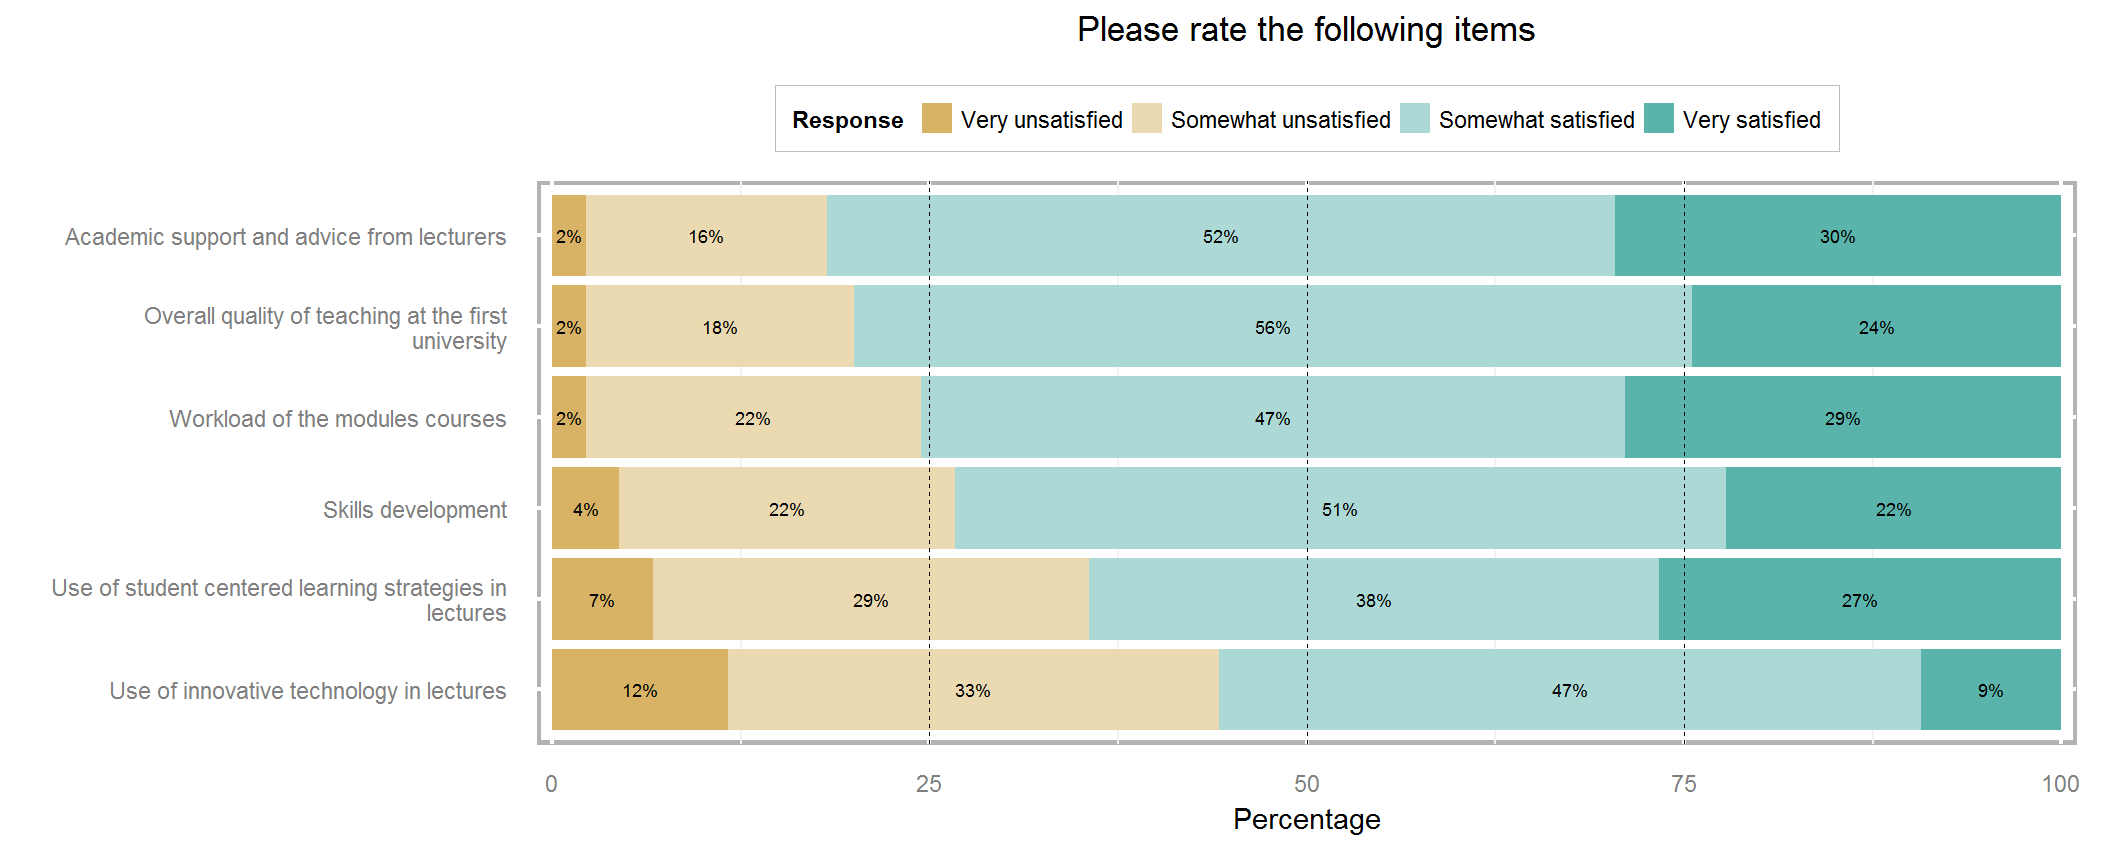 Please rate the following items
Response Very unsatisfied Somewhat unsatisfied Somewhat satisfied Very satisfied
Academic support and advice from lecturers 2% 16% 52% 30%
Overall quality of teaching at the first
university
2% 18% 56% 24%
Workload of the modules courses 2% 22% 47% 29%
Skills development 4% 22% 51% 22%
Use of student centered learning strategies in
lectures
7% 29% 38% 27%
Use of innovative technology in lectures 12% 33% 47% 9%
0 25 50 75 100
Percentage